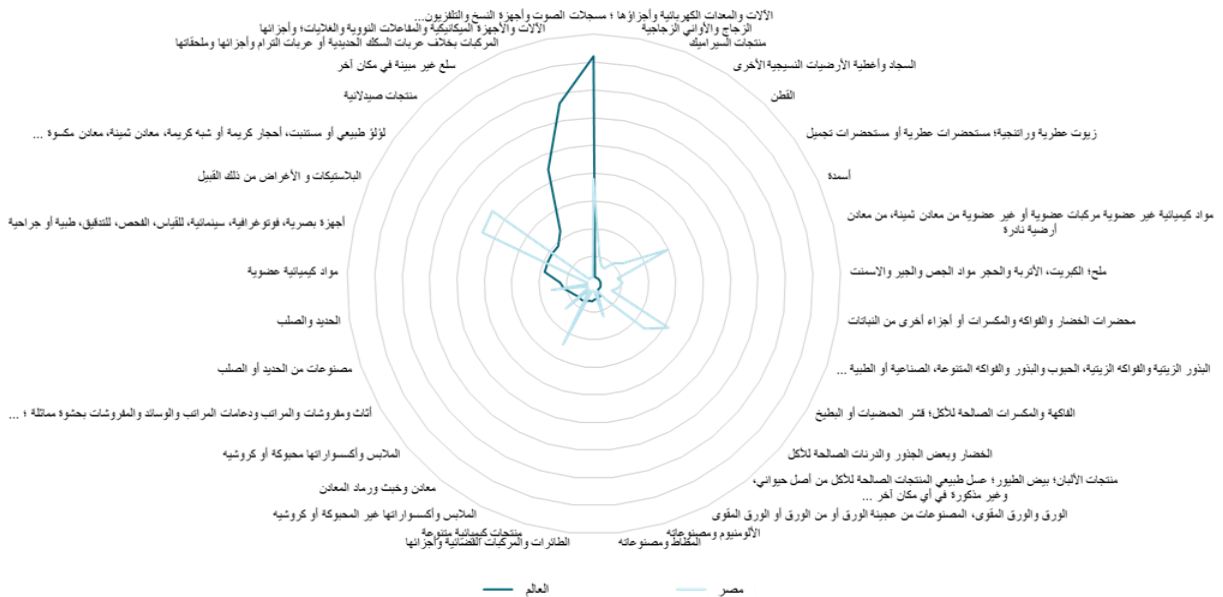 الآلات والمعدات الكهربائية وأجزاؤها ؛ مسجلات الصوت وأجهزة النسخ والتلفزيون...
الزجاج والأواني الزجاجية
منتجات السيراميك
السجاد وأغطية الأرضيات النسيجية الأخرى
القطن
زيوت عطرية وراتنجية؛ مستحضرات عطرية أو مستحضرات تجميل
أسمدة
مواد كيميائية غير عضوية مركبات عضوية أو غير عضوية من معادن ثمينة، من معادن
أرضية نادرة
ملح؛ الكبريت، الأتربة والحجر مواد الجص والجير والاسمنت
محضرات الخضار والفواكه والمكسرات أو أجزاء أخرى من النباتات
البذور الزيتية والفواكه الزيتية، الحبوب والبذور والفواكه المتنوعة، الصناعية أو الطبية ...
الفاكهة والمكسرات الصالحة للأكل؛ قشر الحمضيات أو البطيخ
الخضار وبعض الجذور والدرنات الصالحة للأكل
منتجات الألبان؛ بيض الطيور؛ عسل طبيعي المنتجات الصالحة للأكل من أصل حيواني،
وغير مذكورة في أي مكان آخر ...
الورق والورق المقوى، المصنوعات من عجينة الورق أو من الورق أو الورق المقوى
الألومنيوم ومصنوعاته
المطاط ومصنوعاته
الطائرات والمركبات الفضائية وأجزائها
منتجات كيميائية متنوعة
الملابس وأكسسواراتها غير المحبوكة أو كروشيه
معادن وخبث ورماد المعادن
الملابس وأكسسواراتها محبوكة أو كروشيه
أثاث ومفروشات والمراتب ودعامات المراتب والوسائد والمفروشات بحشوة مماثلة ؛ ...
مصنوعات من الحديد أو الصلب
الحديد والصلب
مواد كيميائية عضوية
أجهزة بصرية، فوتوغرافية، سينمائية، للقياس، الفحص، للتدقيق، طبية أو جراحية
البلاستيكات و الأغراض من ذلك القبيل
لؤلؤ طبيعي أو مستنبت، أحجار كريمة أو شبه كريمة، معادن ثمينة، معادن مكسوة ...
منتجات صيدلانية
سلع غير مبينة في مكان آخر
المركبات بخلاف عربات السكك الحديدية أو عربات الترام وأجزائها وملحقاتها
الآلات والأجهزة الميكانيكية والمفاعلات النووية والغلايات؛ وأجزائها
العالم
مصر